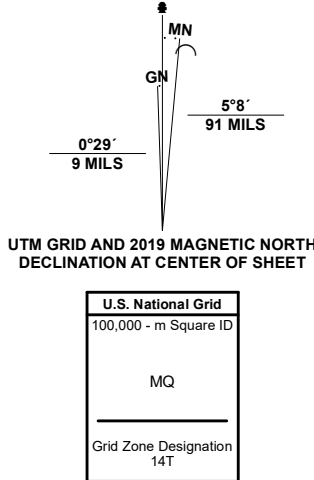 MN
GN
5°8´
91 MILS
0°29´
9 MILS
UTM GRID AND 2019 MAGNETIC NORTH
DECLINATION AT CENTER OF SHEET
U.S. National Grid
100,000 - m Square ID
MQ
Grid Zone Designation
14T